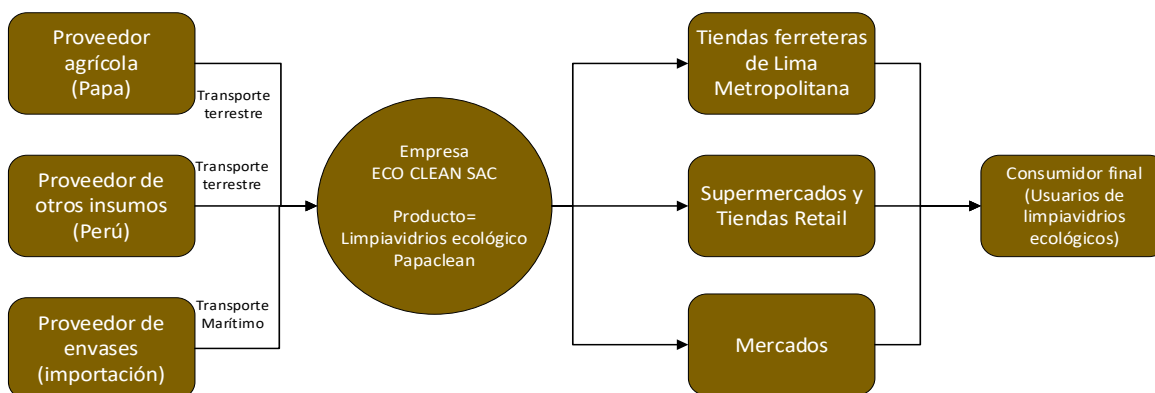 Proveedor
agrícola
(Papa)
Transporte
terrestre
Proveedor de
otros insumos
(Perú)
Transporte
terrestre
Proveedor de
envases
(importación)
Transporte
Marítimo
Empresa
ECO CLEAN SAC
Producto=
Limpiavidrios ecológico
Papaclean
Tiendas ferreteras
de Lima
Metropolitana
Supermercados y
Tiendas Retail
Mercados
Consumidor final
(Usuarios de
limpiavidrios
ecológicos)